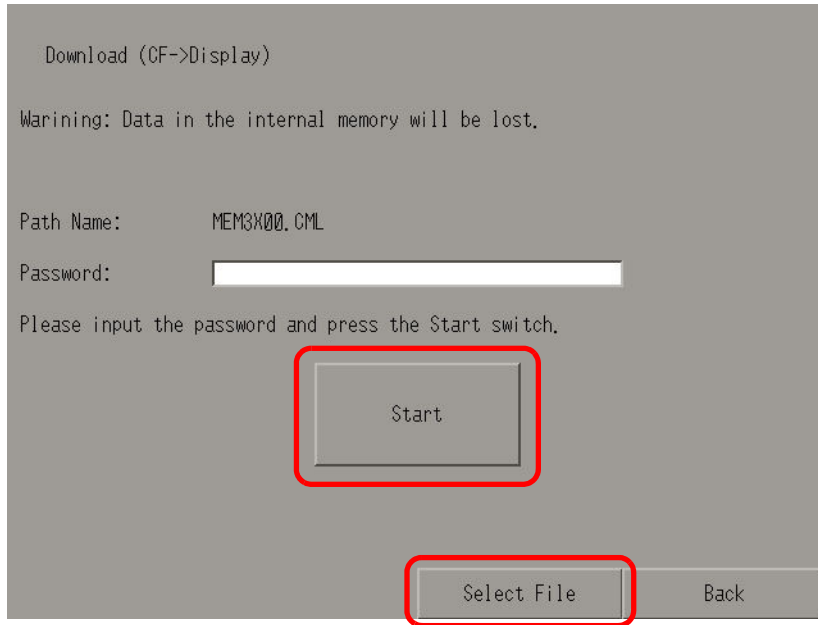 Download (CF->Display)
Warining: Data in the internal memory will be lost.
Path Name: MEM3X00.CML
Password:
Please input the password and press the Start switch.
Start
Select File Back